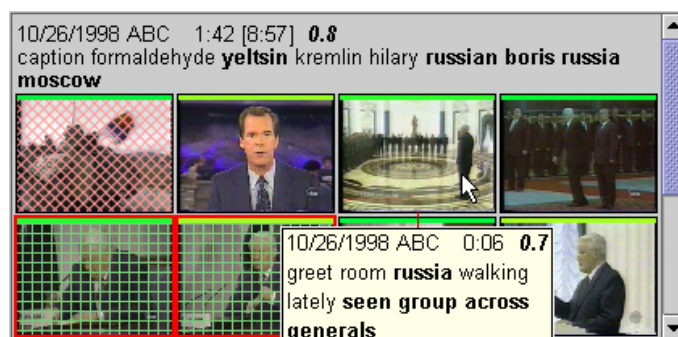 10/26/1998 ABC 1:42 [8:57] 0.8
caption formaldehyde yeltsin kremlin hilary russian boris russia
moscow
10/26/1998 ABC 0:06 0.7
greet room russia walking
lately seen group across
generals